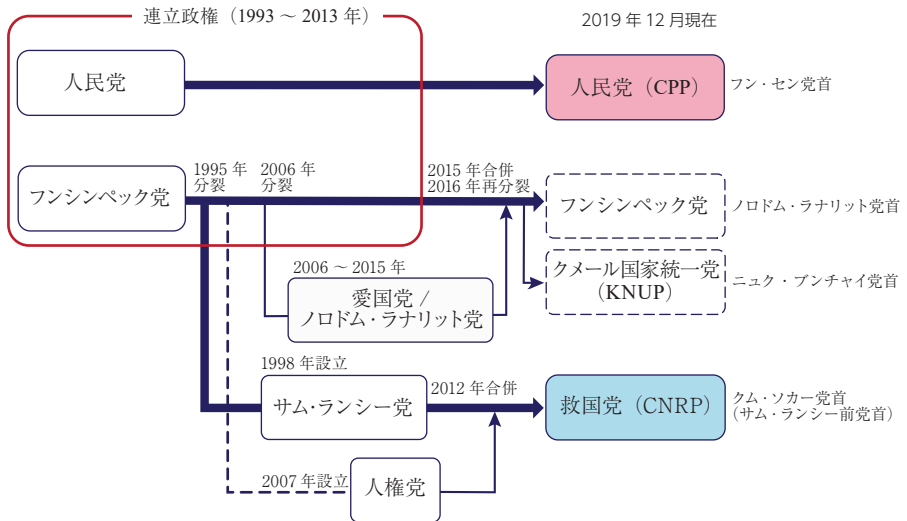 連立政権（1993 ～ 2013 年）
2019 年 12 月現在
人民党
人民党（CPP）
フン・セン党首
1995 年
分裂
2006 年
分裂
2015 年合併
2016 年再分裂
フンシンペック党
フンシンペック党
ノロドム・ラナリット党首
2006 ～ 2015 年
愛国党 /
ノロドム・ラナリット党
クメール国家統一党
（KNUP）
ニュク・ブンチャイ党首
1998 年設立
サム・ランシー党
2012 年合併
救国党（CNRP）
クム・ソカー党首
（サム・ランシー前党首）
2007 年設立
人権党